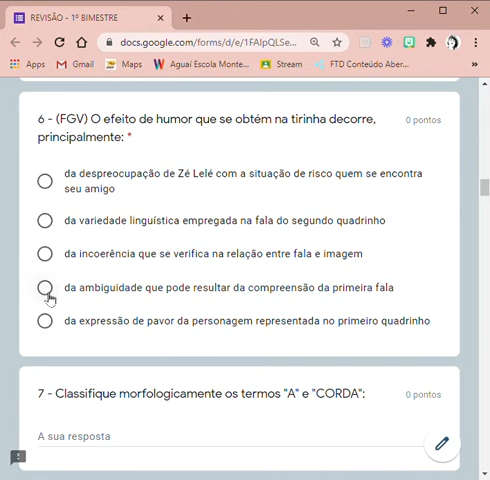 REVISÃO - 1º BIMESTRE
docs.google.com/forms/d/e/1FAIpQLSe...
Apps Gmail Maps Aguaí Escola Monte... Stream FTD Conteúdo Aber... »
6 - (FGV) O efeito de humor que se obtém na tirinha decorre, 0 pontos
principalmente: *
da despreocupação de Zé Lelé com a situação de risco quem se encontra
seu amigo
da variedade linguística empregada na fala do segundo quadrinho
da incoerência que se verifica na relação entre fala e imagem
da ambiguidade que pode resultar da compreensão da primeira fala
da expressão de pavor da personagem representada no primeiro quadrinho
7 - Classifique morfologicamente os termos "A" e "CORDA": 0 pontos
A sua resposta